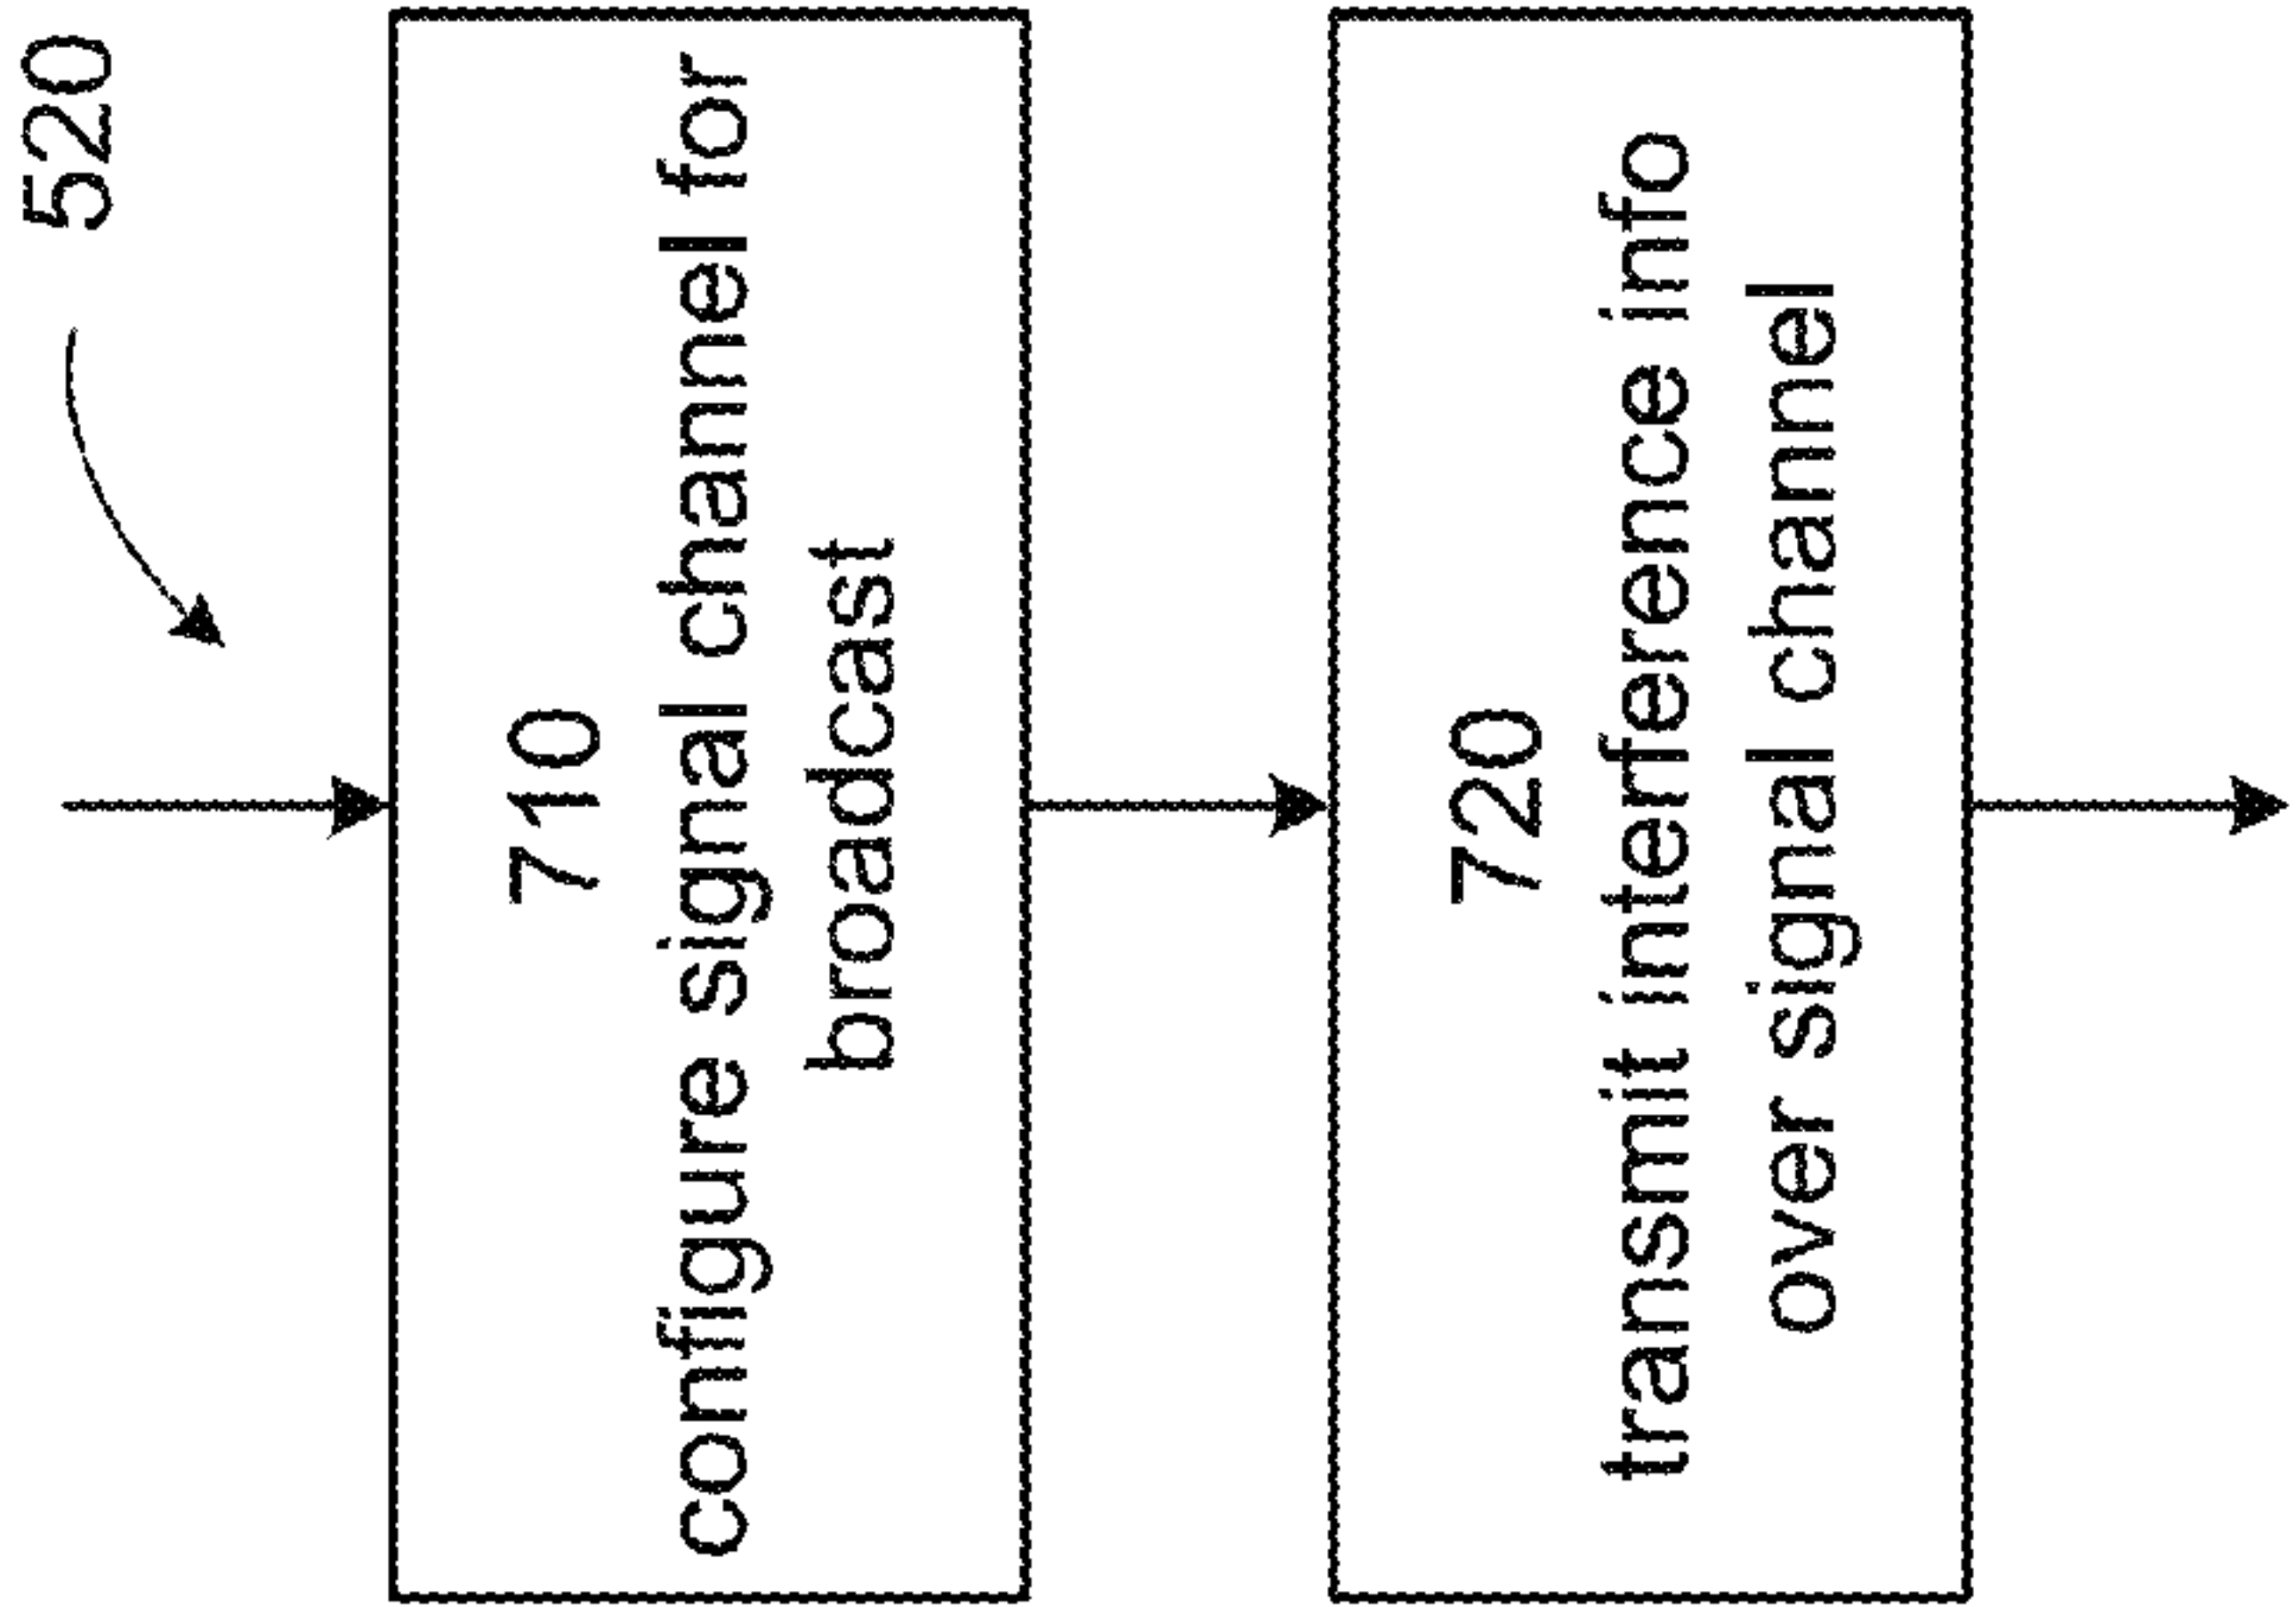 520
710
configure signal channel for
broadcast
720
transmit interference info
over signal channel